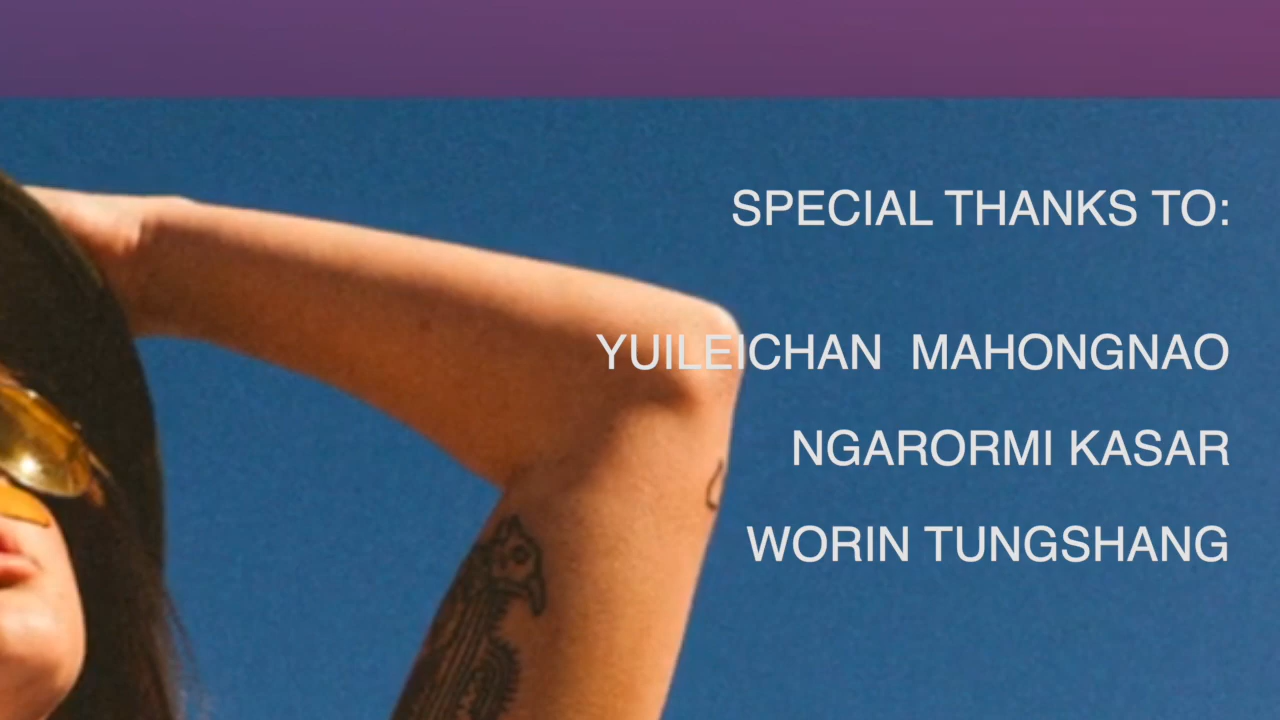 SPECIAL THANKS TO:
YUILEICHAN  MAHONGNAO
NGARORMI KASAR
WORIN TUNGSHANG